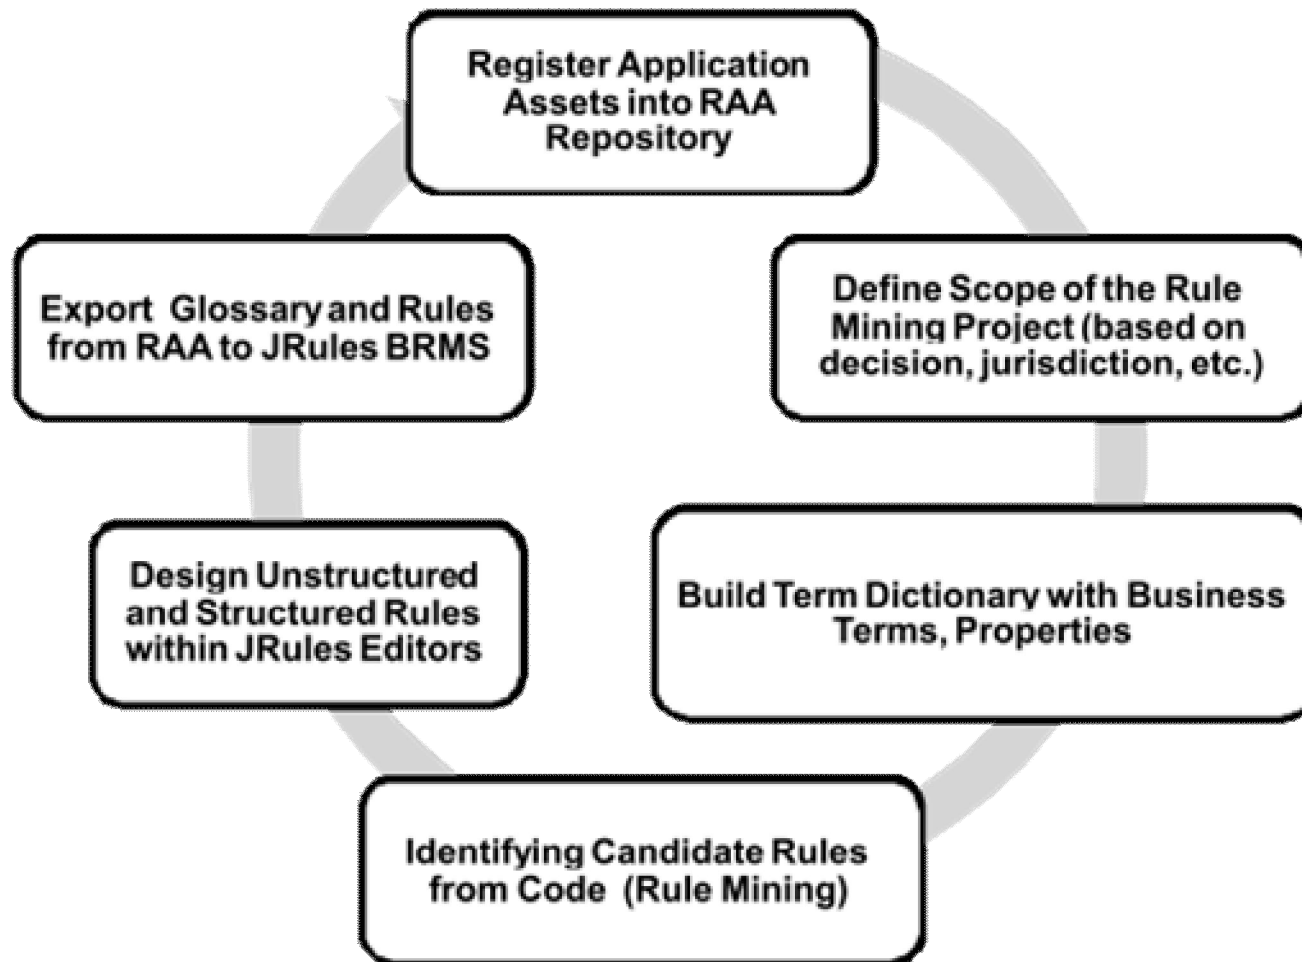 Register Application
Assets into RAA
Repository
Define Scope of the Rule
Mining Project (based on
decision, jurisdiction, etc.)
Build Term Dictionary with Business
Terms, Properties
Identifying Candidate Rules
from Code (Rule Mining)
Design Unstructured
and Structured Rules
within JRules Editors
Export Glossary and Rules
from RAA to JRules BRMS